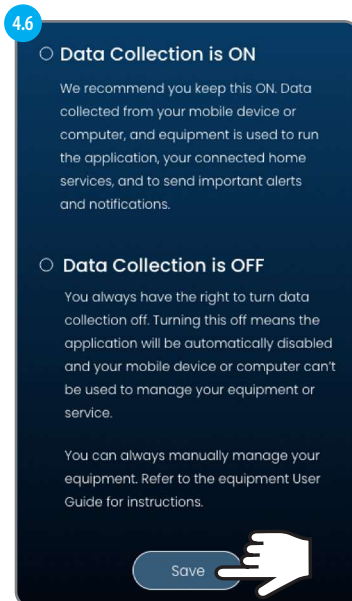 4.6
Data Collection is ON
We recommend you keep this ON. Data
collected from your mobile device or
computer, and equipment is used to run
the application, your connected home
services, and to send important alerts
and notifications.
Data Collection is OFF
You always have the right to turn data
collection off. Turning this off means the
application will be automatically disabled
and your mobile device or computer can't
be used to manage your equipment or
service.
You can always manually manage your
equipment. Refer to the equipment User
Guide for instructions.
Save